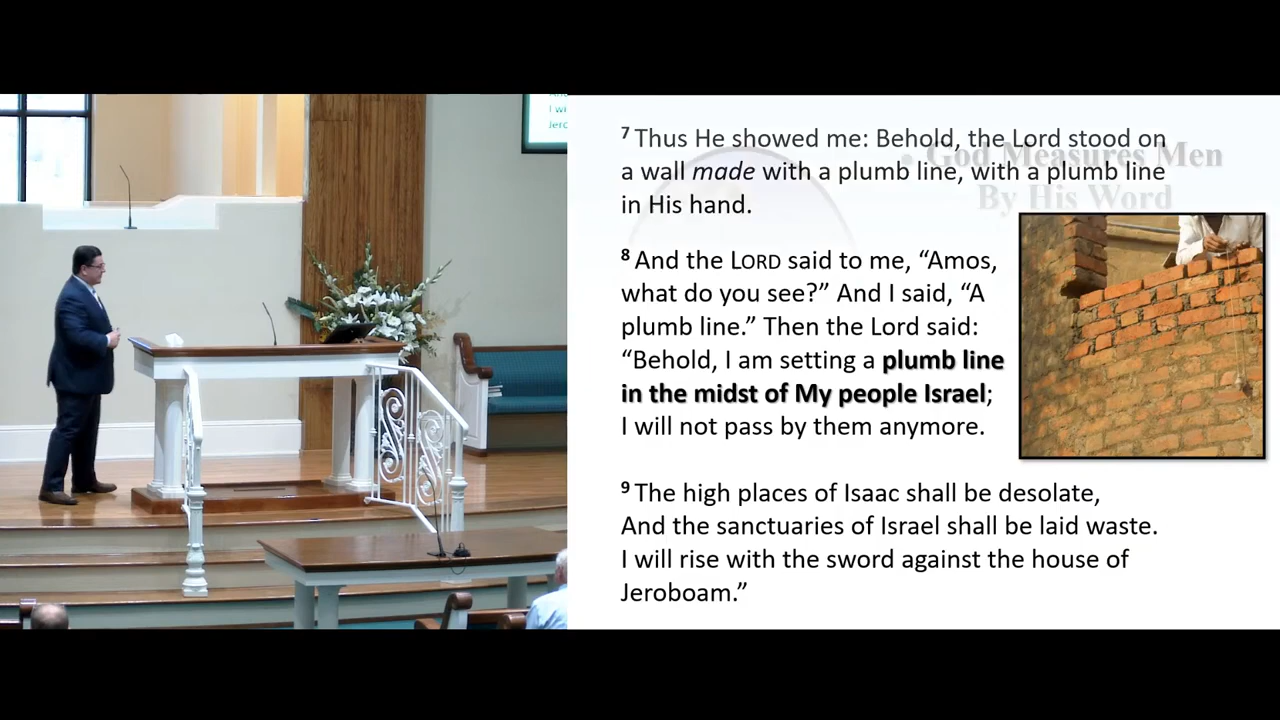 ⁷ Thus He showed me: Behold, the Lord stood on
a wall made with a plumb line, with a plumb line
in His hand.
⁸ And the LORD said to me, “Amos,
what do you see?” And I said, “A
plumb line.” Then the Lord said:
“Behold, I am setting a plumb line
in the midst of My people Israel;
I will not pass by them anymore.
⁹ The high places of Isaac shall be desolate,
And the sanctuaries of Israel shall be laid waste.
I will rise with the sword against the house of
Jeroboam.”
• God Measures Men
By His Word
I wi
Jerc